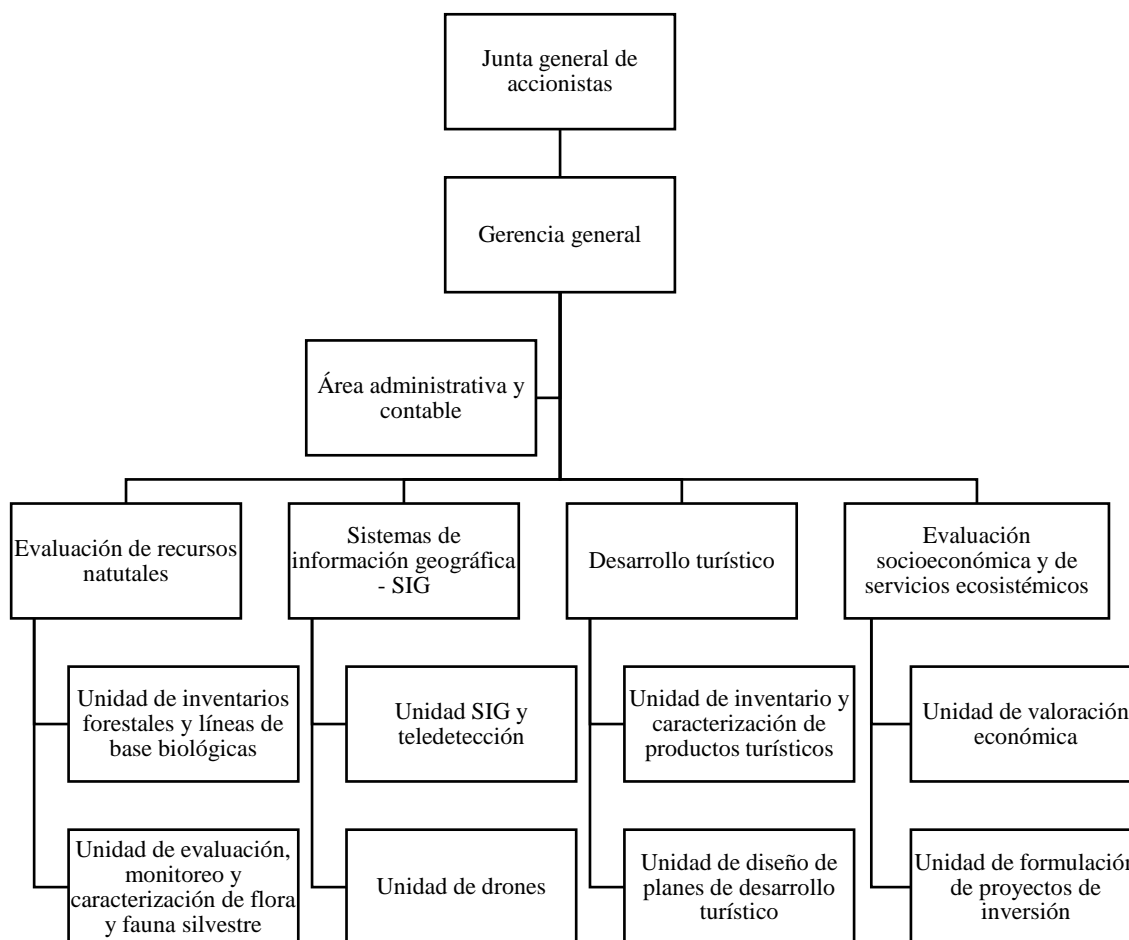 Junta general de
accionistas
Gerencia general
Área administrativa y
contable
Evaluación de recursos
natutales
Sistemas de
información geográfica
- SIG
Desarrollo turístico
Evaluación
socioeconómica y de
servicios ecosistémicos
Unidad de inventarios
forestales y líneas de
base biológicas
Unidad SIG y
teledetección
Unidad de inventario y
caracterización de
productos turísticos
Unidad de valoración
económica
Unidad de evaluación,
monitoreo y
caracterización de flora
y fauna silvestre
Unidad de drones
Unidad de diseño de
planes de desarrollo
turístico
Unidad de formulación
de proyectos de
inversión